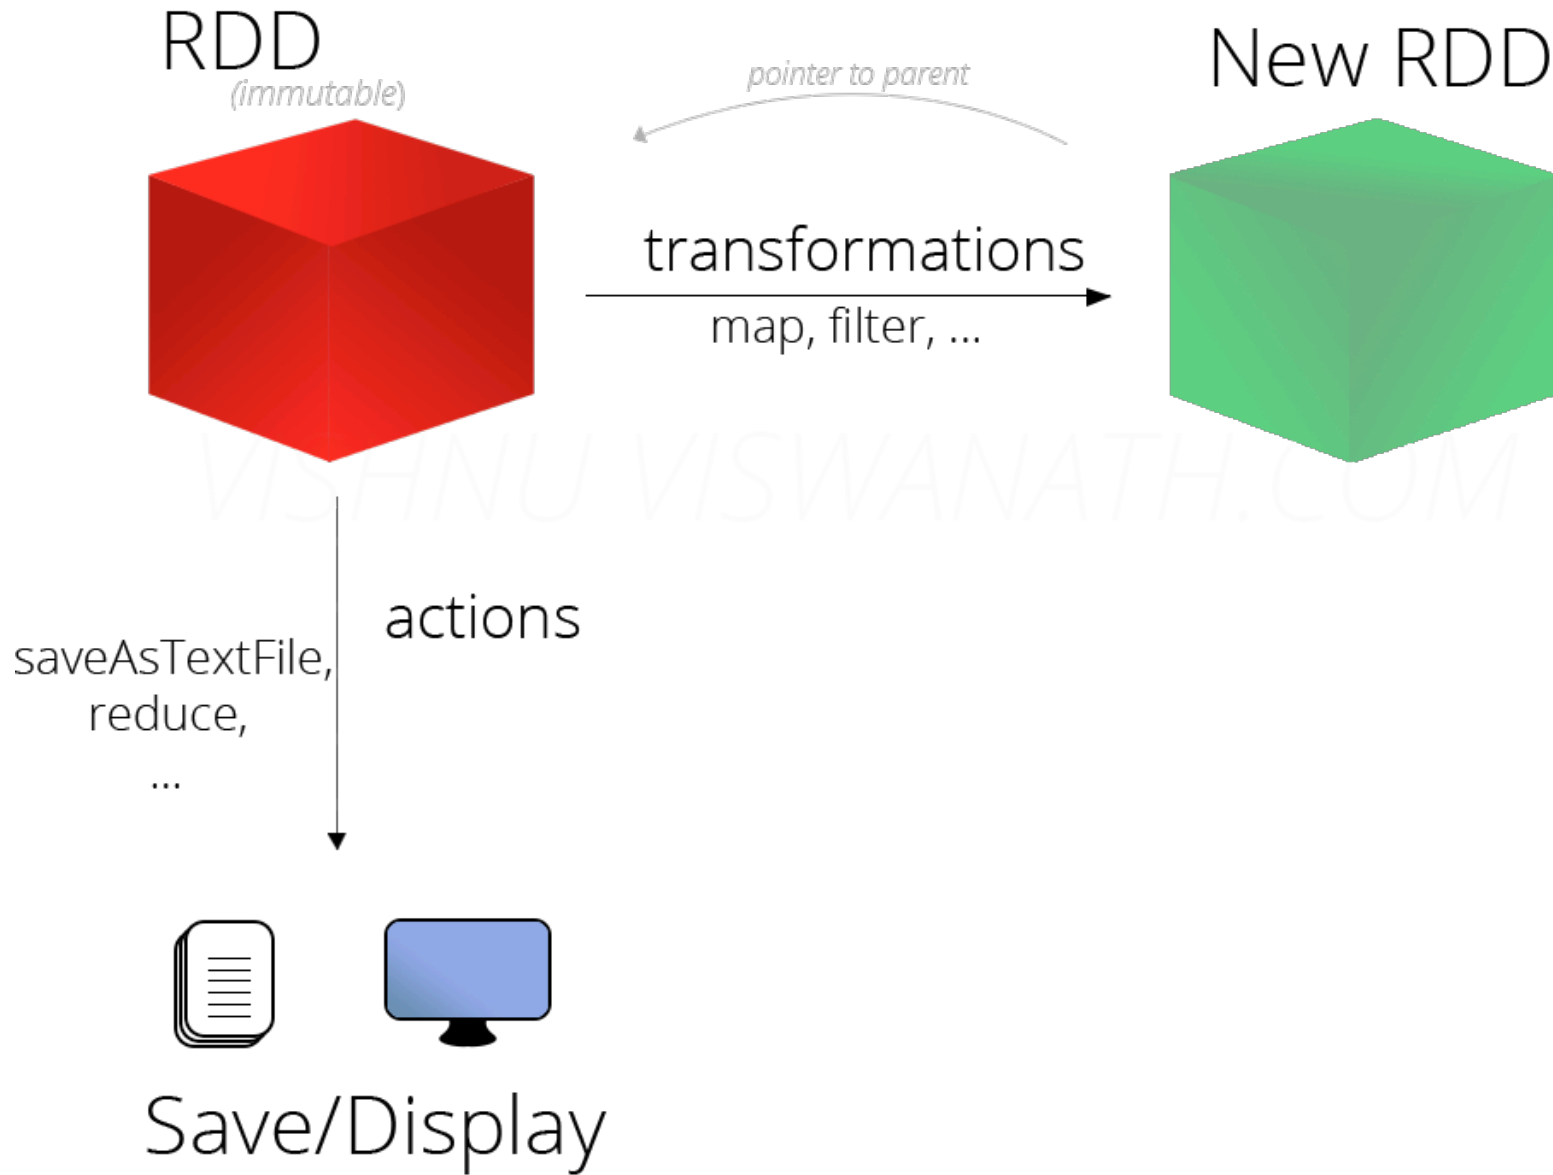 RDD
(immutable)
pointer to parent
New RDD
transformations
map, filter, ...
VISHNU VISWANATH.COM
actions
saveAsTextFile,
reduce,
...
Save/Display